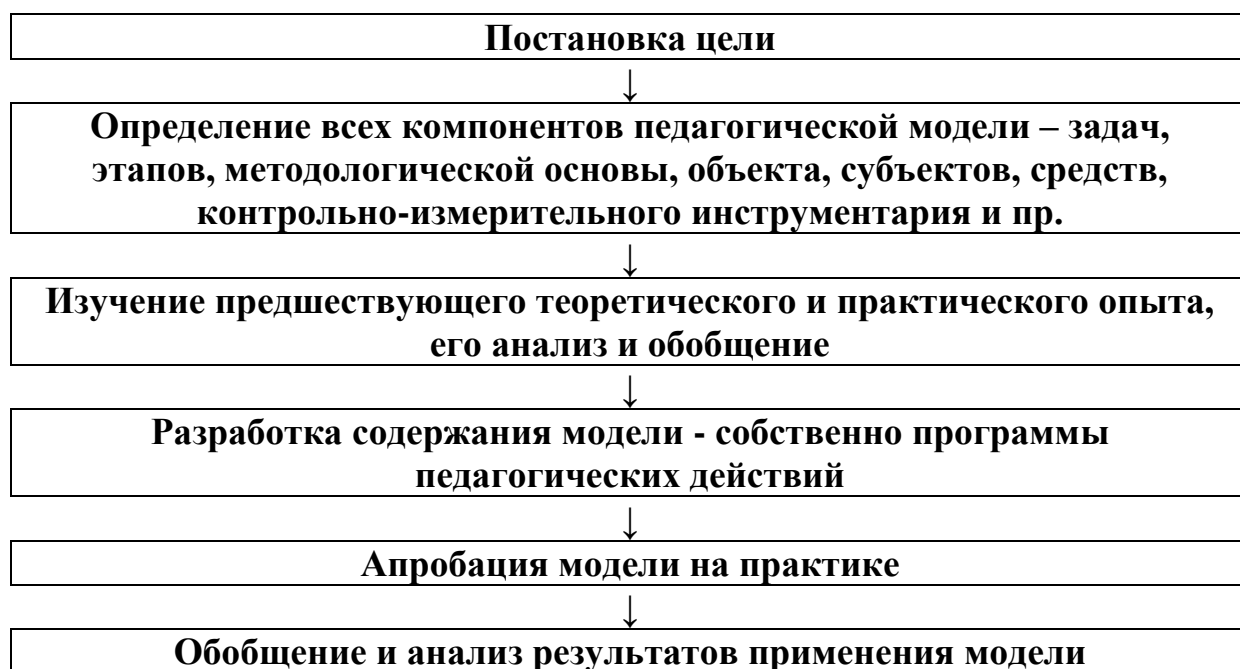 Постановка цели
↓
Определение всех компонентов педагогической модели – задач,
этапов, методологической основы, объекта, субъектов, средств,
контрольно-измерительного инструментария и пр.
↓
Изучение предшествующего теоретического и практического опыта,
его анализ и обобщение
↓
Разработка содержания модели - собственно программы
педагогических действий
↓
Апробация модели на практике
↓
Обобщение и анализ результатов применения модели